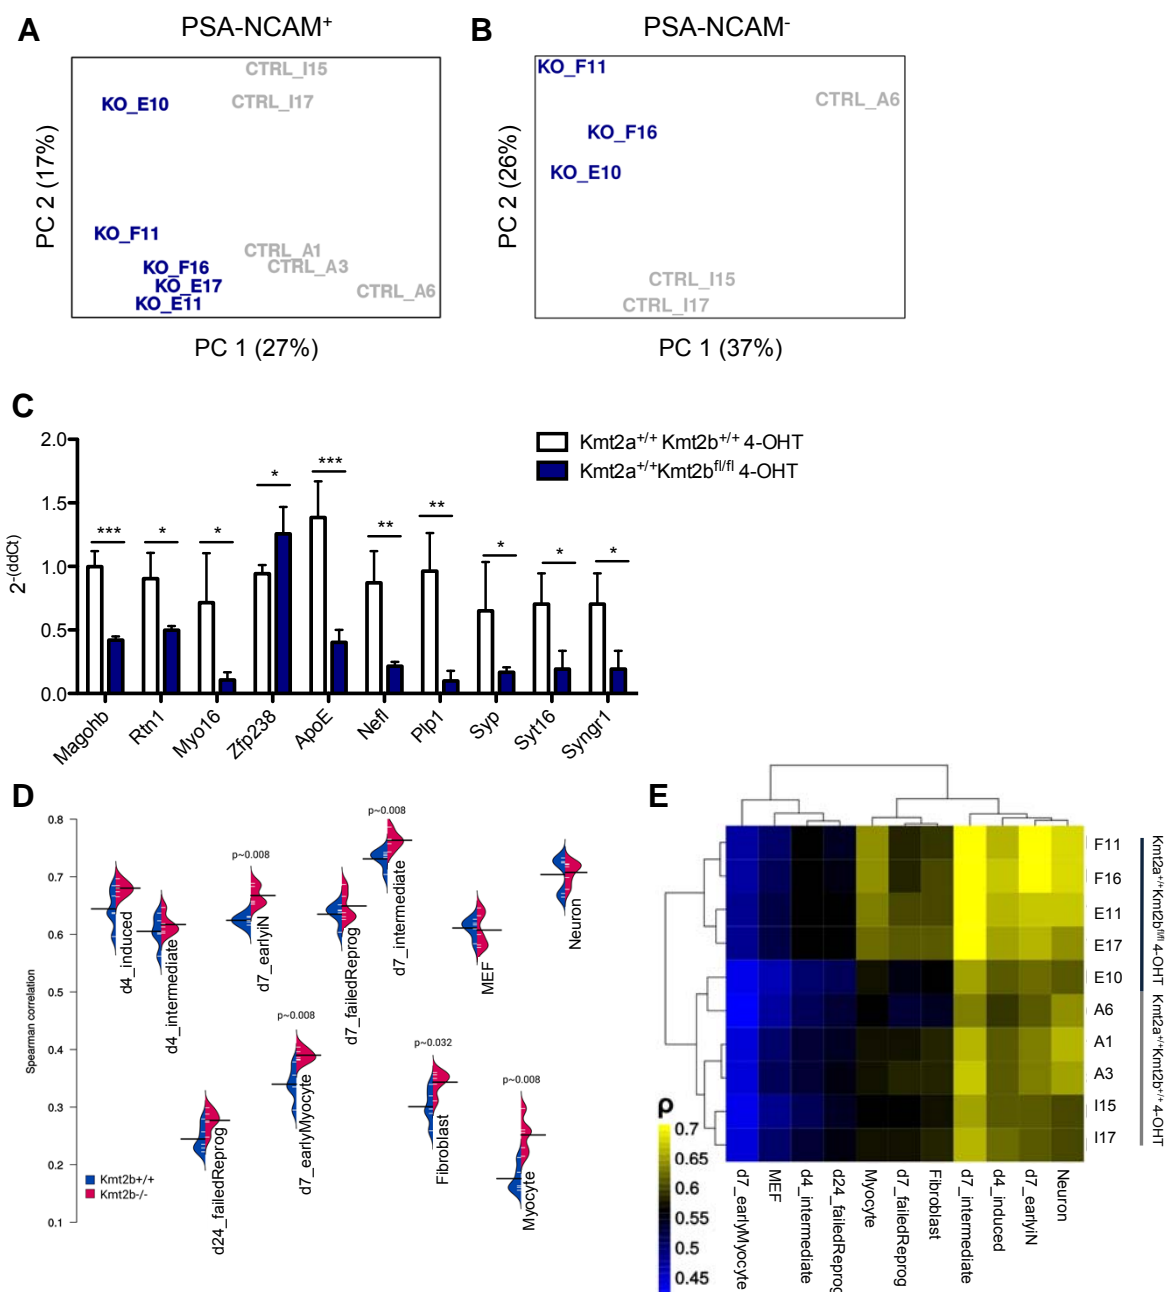 A
PSA-NCAM+
CTRL_I15
KO_E10
CTRL_I17
KO_F11
CTRL_A1
KO_F16
CTRL_A3
KO_E17
CTRL_A6
KO_E11
PC 2 (17%)
PC 1 (27%)
B
PSA-NCAM-
KO_F11
CTRL_A6
KO_F16
KO_E10
CTRL_I15
CTRL_I17
PC 2 (26%)
PC 1 (37%)
C
2.0
1.5
1.0
0.5
0.0
2-(ddCt)
Kmt2a+/+ Kmt2b+/+ 4-OHT
Kmt2a+/+Kmt2bfl/fl 4-OHT
*** * * * *** ** ** * * *
Magohb
Rtn1
Myo16
Zfp238
ApoE
Nefl
Plp1
Syp
Syt16
Syngr1
D
0.8
0.7
0.6
0.5
0.4
0.3
0.2
0.1
Spearman correlation
d4_induced
d4_intermediate
d24_failedReprog
p~0.008
d7_earlyiN
p~0.008
d7_earlyMyocyte
d7_failedReprog
p~0.008
d7_intermediate
p~0.032
Fibroblast
MEF
p~0.008
Myocyte
Neuron
Kmt2b+/+
Kmt2b-/-
E
F11
F16
E11
E17
E10
A6
A1
A3
I15
I17
Kmt2a+/+Kmt2bfl/fl 4-OHT
Kmt2a+/+Kmt2b+/+ 4-OHT
ρ
0.7
0.65
0.6
0.55
0.5
0.45
d7_earlyMyocyte
MEF
d4_intermediate
d24_failedReprog
Myocyte
d7_failedReprog
Fibroblast
d7_intermediate
d4_induced
d7_earlyiN
Neuron